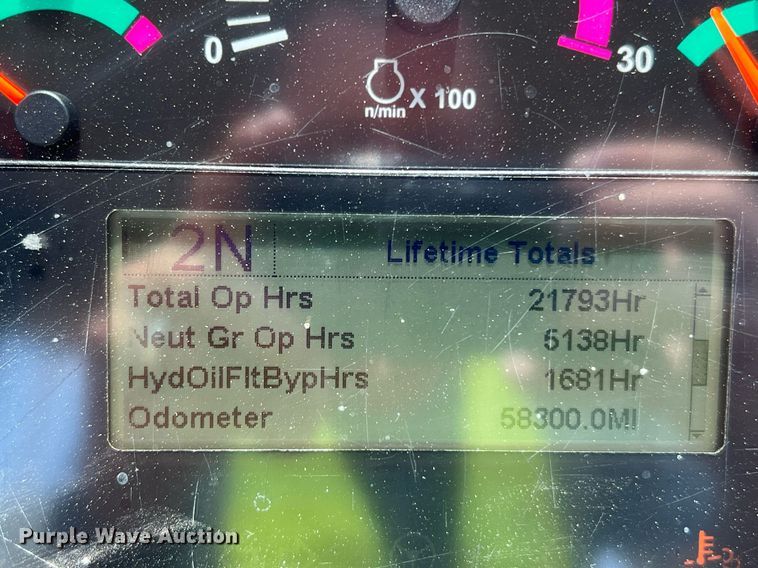 0
30
n/min X 100
2N Lifetime Totals
Total Op Hrs 21793Hr
Neut Gr Op Hrs 6138Hr
HydOilFltBypHrs 1681Hr
Odometer 58300.0MI
Purple Wave Auction